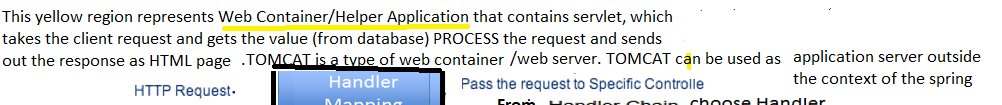 This yellow region represents Web Container/Helper Application that contains servlet, which
takes the client request and gets the value (from database) PROCESS the request and sends
out the response as HTML page .TOMCAT is a type of web container /web server. TOMCAT can be used as application server outside
the context of the spring
HTTP Request
Handler
Mapping
Pass the request to Specific Controlle
From Handler Chain choose Handler